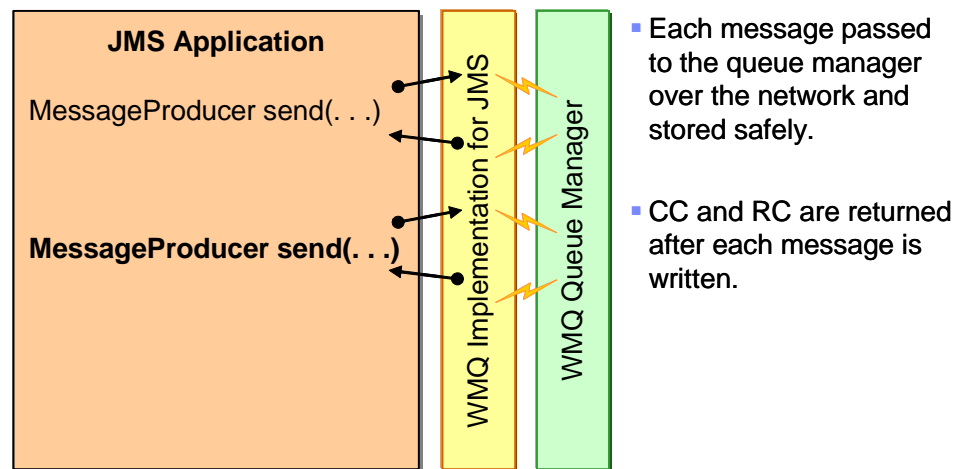 JMS Application
MessageProducer send(. . .)
MessageProducer send(. . .)
WMQ Implementation for JMS
WMQ Queue Manager
Each message passed
to the queue manager
over the network and
stored safely.
CC and RC are returned
after each message is
written.